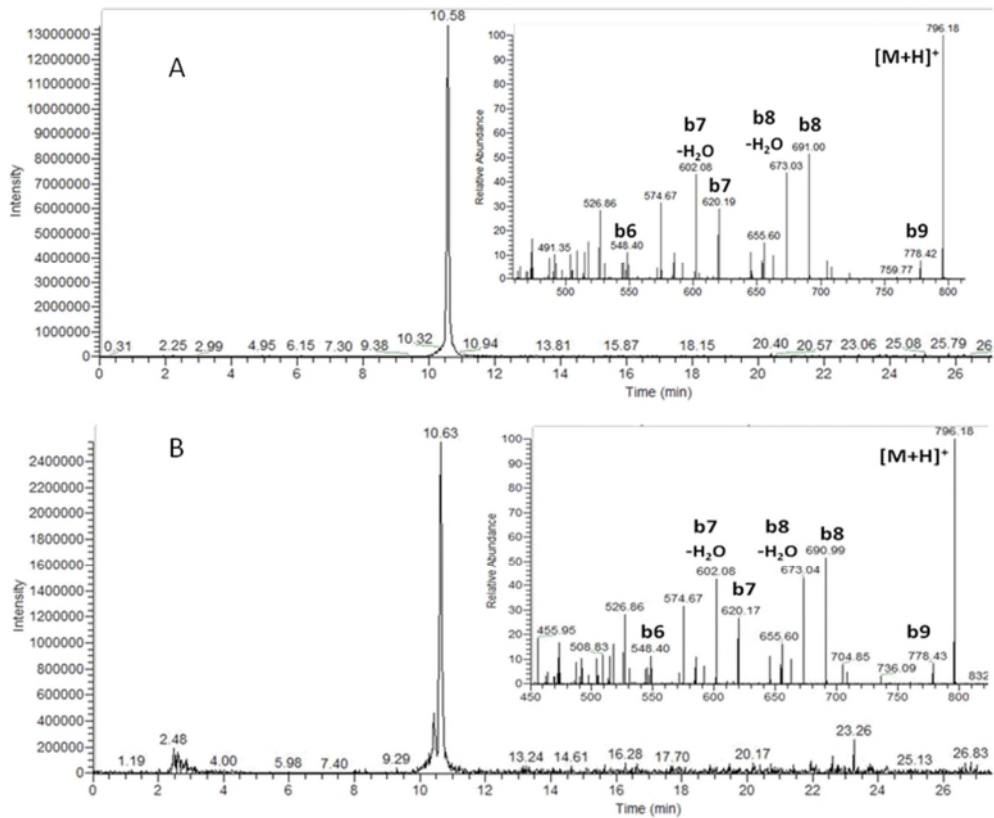 10.58
13000000
12000000
11000000
10000000
9000000
8000000
7000000
6000000
5000000
4000000
3000000
2000000
1000000
0
Intensity
A
0.31 2.25 2.99 4.95 6.15 7.30 9.38 10.32 10.94 13.81 15.87 18.15 20.40 20.57 23.06 25.08 25.79 26
0 2 4 6 8 10 12 14 16 18 20 22 24 26
Time (min)
796.18
[M+H]+
100
90
80
70
60
50
40
30
20
10
0
Relative Abundance
b7
-H2O
602.08
b8
-H2O
673.03
b8
691.00
b7
620.19
574.67
526.86
b6
548.40
491.35
655.60
b9
778.42
759.77
500 550 600 650 700 750 800
10.63
2400000
2200000
2000000
1800000
1600000
1400000
1200000
1000000
800000
600000
400000
200000
0
Intensity
B
1.19 2.48 4.00 5.98 7.40 9.29 13.24 14.61 16.28 17.70 20.17 23.26 25.13 26.83
0 2 4 6 8 10 12 14 16 18 20 22 24 26
Time (min)
796.18
[M+H]+
100
90
80
70
60
50
40
30
20
10
0
Relative Abundance
b7
-H2O
602.08
b8
-H2O
673.04
b8
690.99
b7
620.17
574.67
526.86
b6
548.40
455.95
508.83
655.60
704.85
736.09
b9
778.43
832
450 500 550 600 650 700 750 800